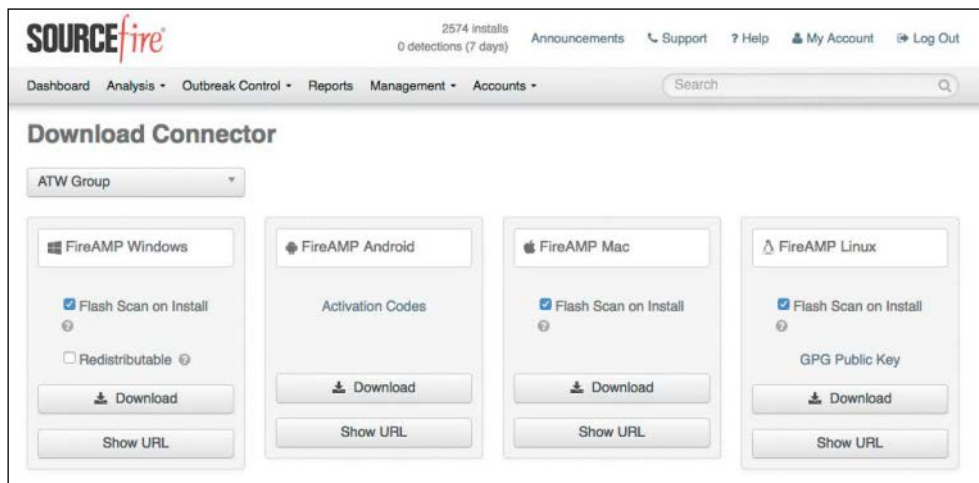 SOURCEfire
2574 installs
0 detections (7 days)
Announcements Support ? Help My Account Log Out
Dashboard Analysis Outbreak Control Reports Management Accounts Search
Download Connector
ATW Group
FireAMP Windows
Flash Scan on Install
Redistributable
Download
Show URL
FireAMP Android
Activation Codes
Download
Show URL
FireAMP Mac
Flash Scan on Install
Download
Show URL
FireAMP Linux
Flash Scan on Install
GPG Public Key
Download
Show URL